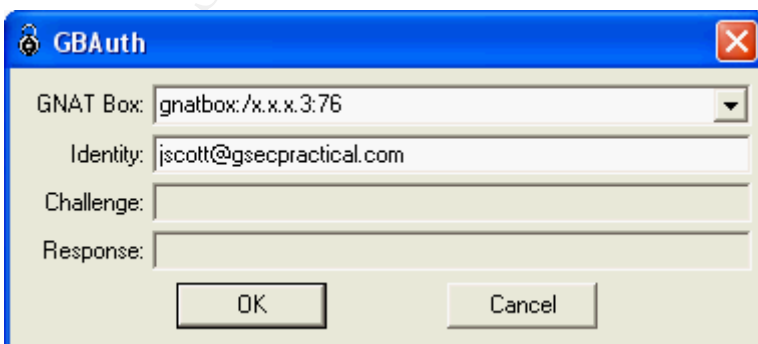 GBAuth
GNAT Box: gnatbox:/x.x.x.3:76
Identity: jscott@gsecpractical.com
Challenge:
Response:
OK Cancel